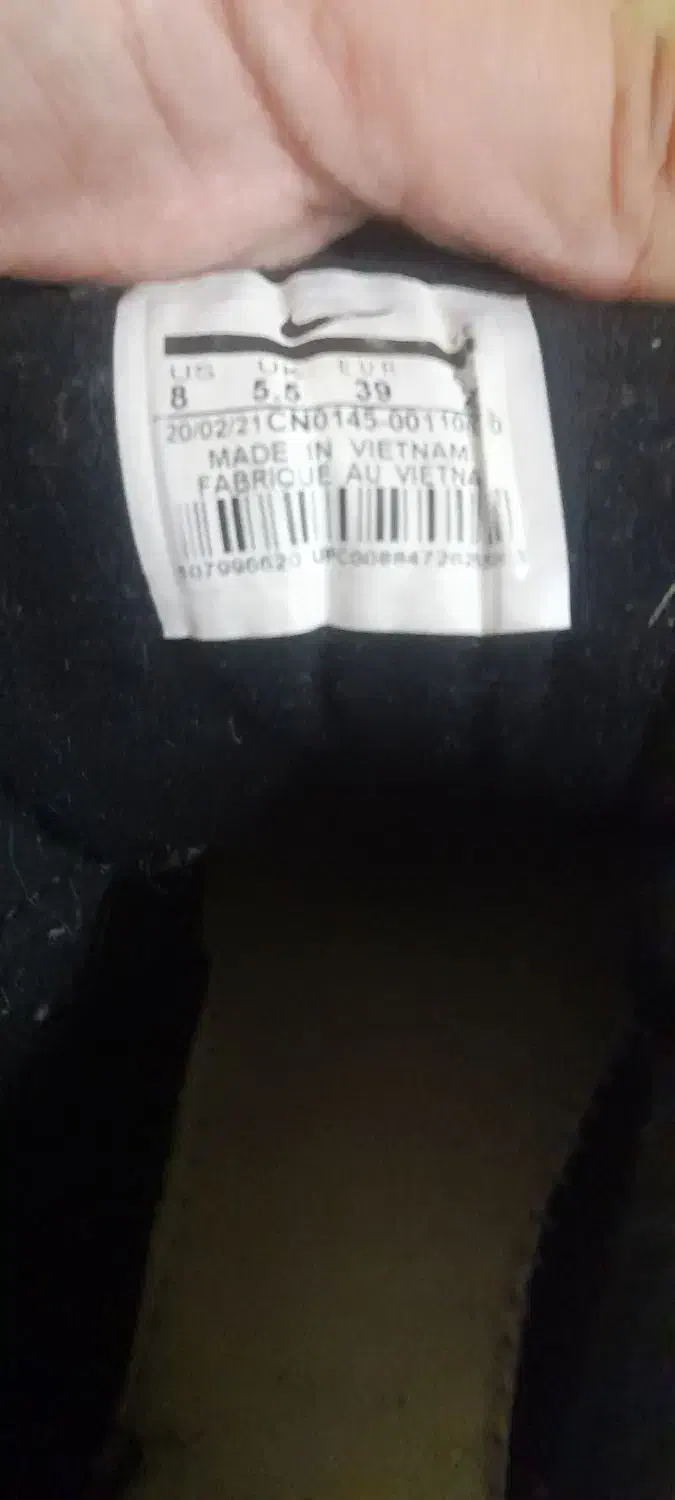 US UK EUR
8 5.5 39
20/02/21 CN0145-001
MADE IN VIETNAM
FABRIQUE AU VIETNA